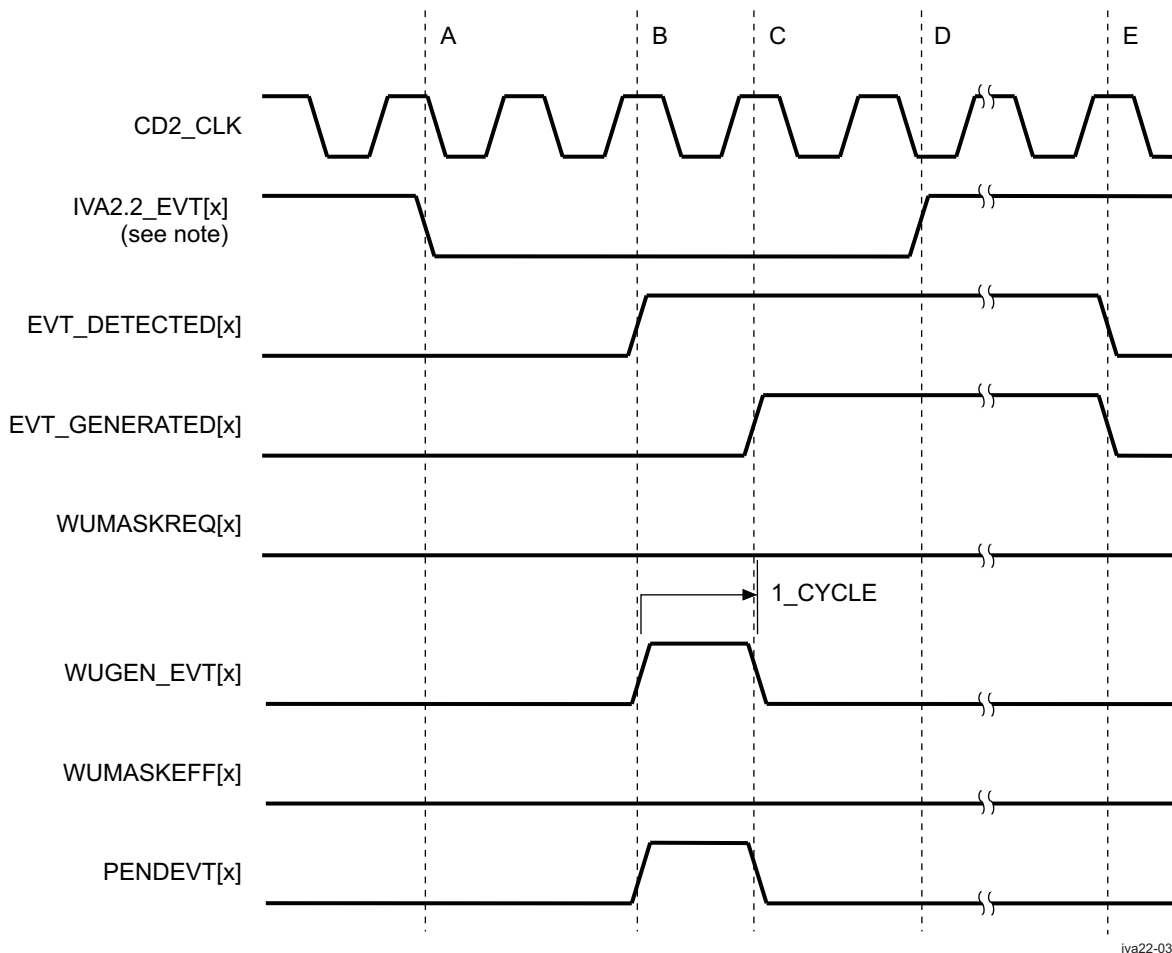 A B C D E
CD2_CLK
IVA2.2_EVT[x]
(see note)
EVT_DETECTED[x]
EVT_GENERATED[x]
WUMASKREQ[x]
1_CYCLE
WUGEN_EVT[x]
WUMASKEFF[x]
PENDEVT[x]
iva22-03